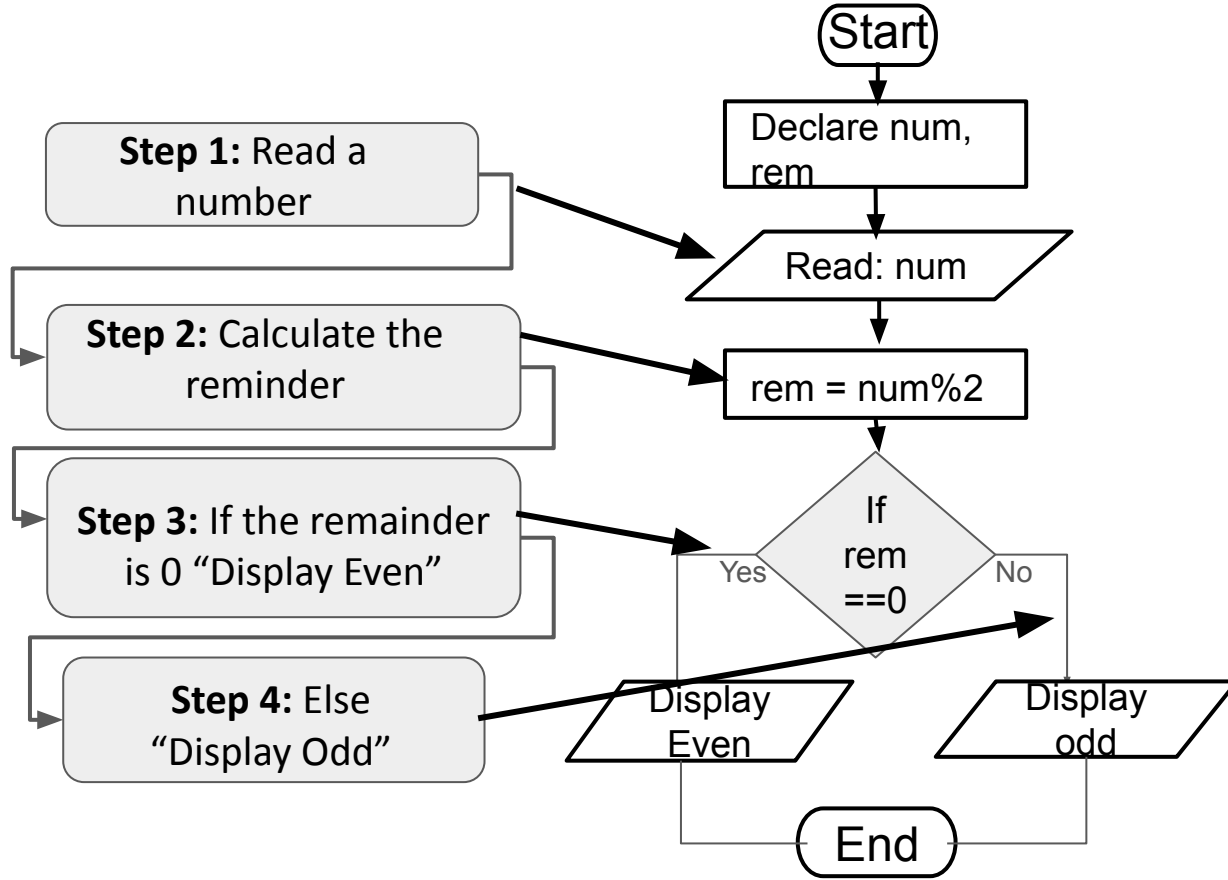 Start
Declare num,
rem
Step 1: Read a
number
Read: num
Step 2: Calculate the
reminder
rem = num%2
Step 3: If the remainder
is 0 “Display Even”
If
rem
==0
Yes
No
Step 4: Else
“Display Odd”
Display
Even
Display
odd
End